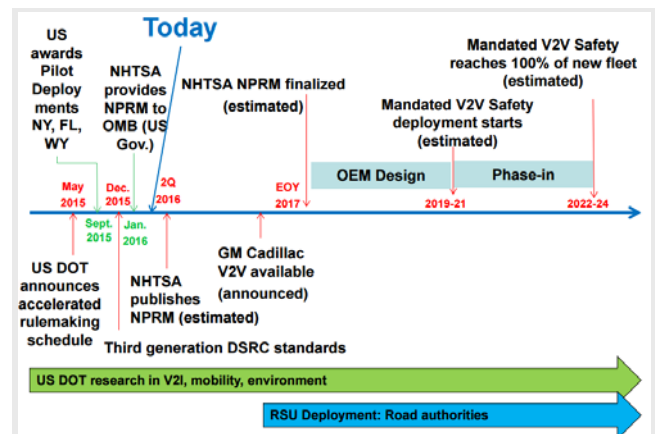 Today
US
awards
Pilot
Deploy
ments
NY, FL,
WY
NHTSA
provides
NPRM to
OMB (US
Gov.)
NHTSA NPRM finalized
(estimated)
Mandated V2V Safety
reaches 100% of new fleet
(estimated)
Mandated V2V Safety
deployment starts
(estimated)
OEM Design
Phase-in
May
2015
Dec.
2015
2Q
2016
EOY
2017
2019-21
2022-24
Sept.
2015
Jan.
2016
US DOT
announces
accelerated
rulemaking
schedule
NHTSA
publishes
NPRM (estimated)
GM Cadillac
V2V available
(announced)
Third generation DSRC standards
US DOT research in V2I, mobility, environment
RSU Deployment: Road authorities